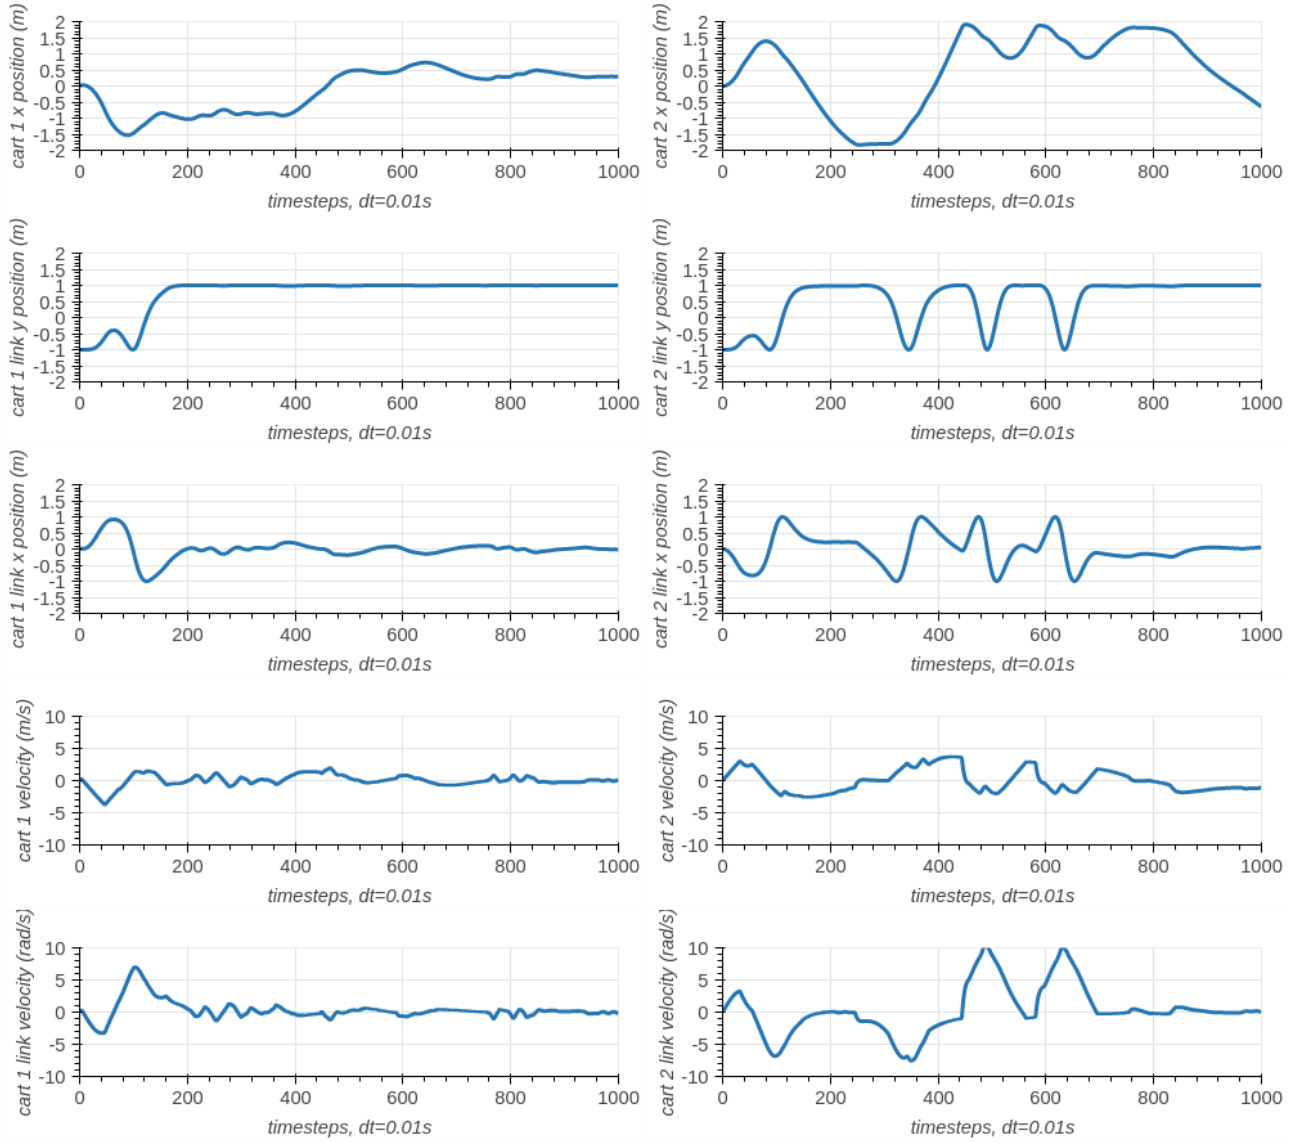 cart 1 x position (m)
2
1.5
1
0.5
0
-0.5
-1
-1.5
-2
0 200 400 600 800 1000
timesteps, dt=0.01s
cart 2 x position (m)
2
1.5
1
0.5
0
-0.5
-1
-1.5
-2
0 200 400 600 800 1000
timesteps, dt=0.01s
cart 1 link y position (m)
2
1.5
1
0.5
0
-0.5
-1
-1.5
-2
0 200 400 600 800 1000
timesteps, dt=0.01s
cart 2 link y position (m)
2
1.5
1
0.5
0
-0.5
-1
-1.5
-2
0 200 400 600 800 1000
timesteps, dt=0.01s
cart 1 link x position (m)
2
1.5
1
0.5
0
-0.5
-1
-1.5
-2
0 200 400 600 800 1000
timesteps, dt=0.01s
cart 2 link x position (m)
2
1.5
1
0.5
0
-0.5
-1
-1.5
-2
0 200 400 600 800 1000
timesteps, dt=0.01s
cart 1 velocity (m/s)
10
5
0
-5
-10
0 200 400 600 800 1000
timesteps, dt=0.01s
cart 2 velocity (m/s)
10
5
0
-5
-10
0 200 400 600 800 1000
timesteps, dt=0.01s
cart 1 link velocity (rad/s)
10
5
0
-5
-10
0 200 400 600 800 1000
timesteps, dt=0.01s
cart 2 link velocity (rad/s)
10
5
0
-5
-10
0 200 400 600 800 1000
timesteps, dt=0.01s